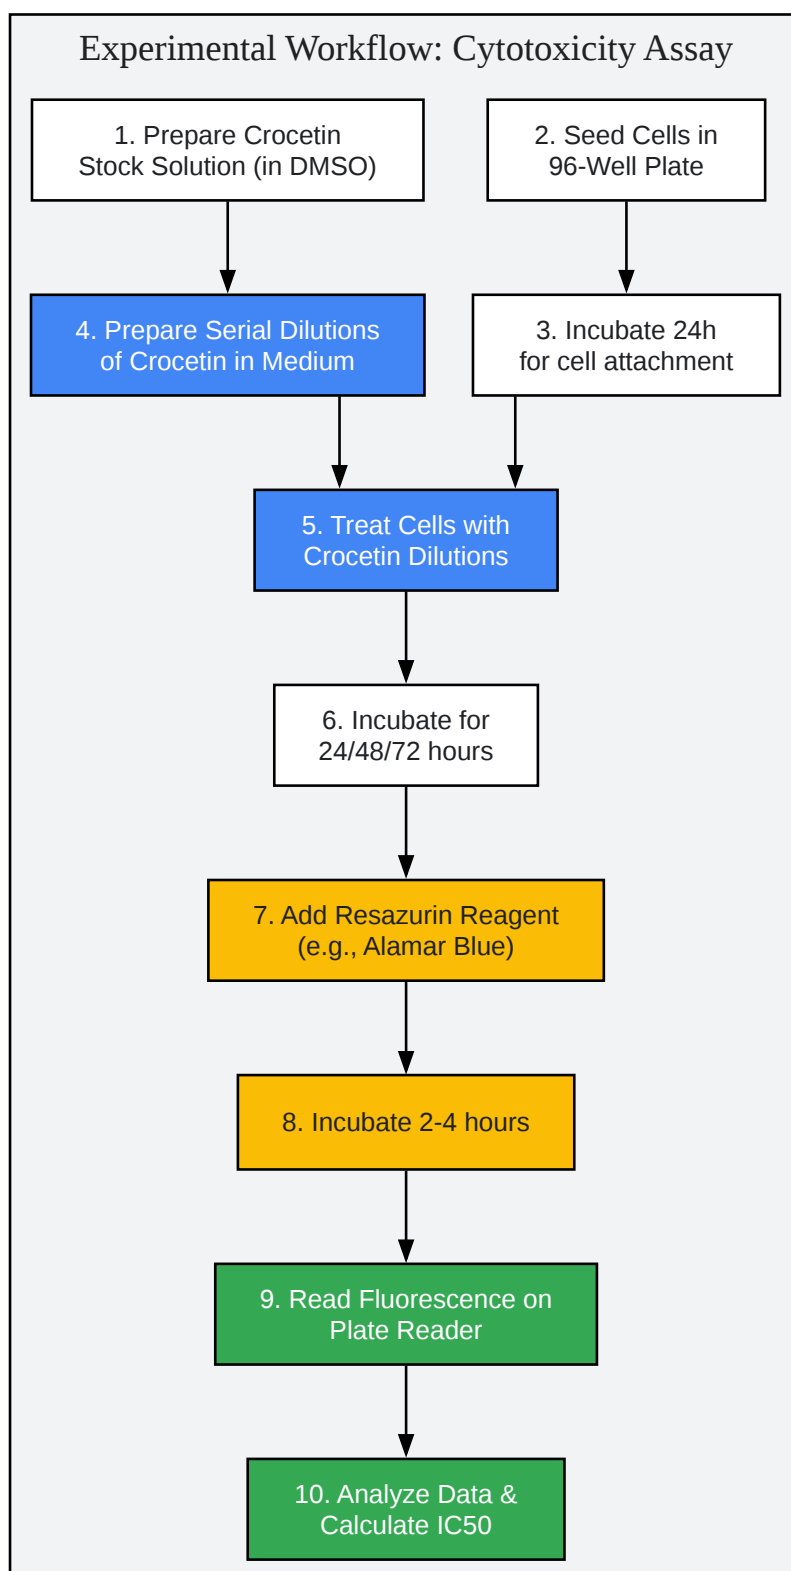 Experimental Workflow: Cytotoxicity Assay
1. Prepare Crocetin
Stock Solution (in DMSO)
2. Seed Cells in
96-Well Plate
4. Prepare Serial Dilutions
of Crocetin in Medium
3. Incubate 24h
for cell attachment
5. Treat Cells with
Crocetin Dilutions
6. Incubate for
24/48/72 hours
7. Add Resazurin Reagent
(e.g., Alamar Blue)
8. Incubate 2-4 hours
9. Read Fluorescence on
Plate Reader
10. Analyze Data &
Calculate IC50